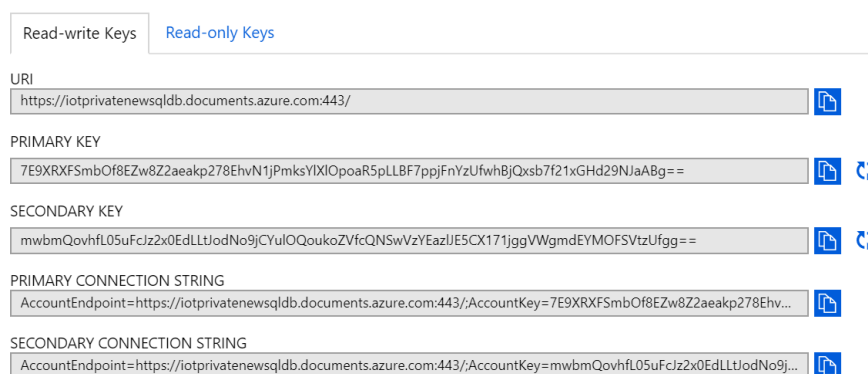 Read-write Keys Read-only Keys
URI
https://iotprivatenewsqldb.documents.azure.com:443/
PRIMARY KEY
7E9XRXFSmbOf8EZw8Z2aeakp278EhvN1jPmksYlXlOpoaR5pLLBF7ppjFnYzUfwhBjQxsb7f21xGHd29NJaABg==
SECONDARY KEY
mwbmQovhfL05uFcJz2x0EdLLtJodNo9jCYulOQoukoZVfcQNSwVzYEazlJE5CX171jggVWgmdEYMOFSVtzUfgg==
PRIMARY CONNECTION STRING
AccountEndpoint=https://iotprivatenewsqldb.documents.azure.com:443/;AccountKey=7E9XRXFSmbOf8EZw8Z2aeakp278Ehv...
SECONDARY CONNECTION STRING
AccountEndpoint=https://iotprivatenewsqldb.documents.azure.com:443/;AccountKey=mwbmQovhfL05uFcJz2x0EdLLtJodNo9j...